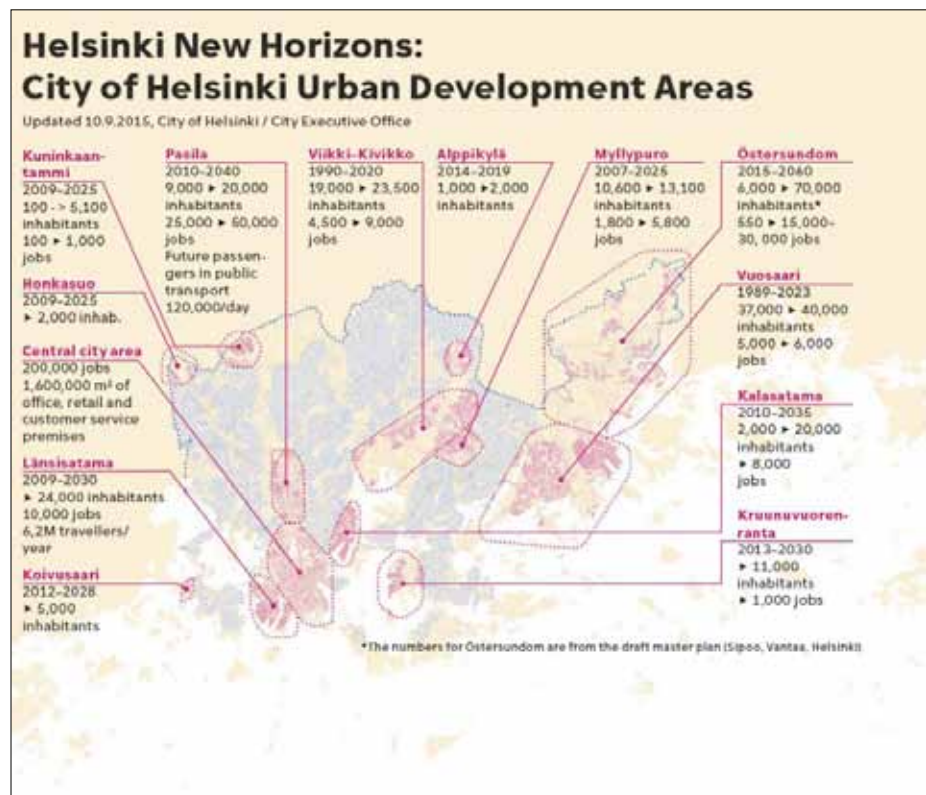 Helsinki New Horizons:
City of Helsinki Urban Development Areas
Updated 10.9.2015, City of Helsinki / City Executive Office
Kuninkaan-
tammi
2009–2025
100 -> 5,100
inhabitants
100 ▸ 1,000
jobs
Honkasuo
2009–2025
▸ 2,000 inhab.
Central city area
200,000 jobs
1,600,000 m² of
office, retail and
customer service
premises
Länsisatama
2009–2030
▸ 24,000 inhabitants
10,000 jobs
6,2M travellers/
year
Koivusaari
2012–2028
▸ 5,000
inhabitants
Pasila
2010–2040
9,000 ▸ 20,000
inhabitants
25,000 ▸ 50,000
jobs
Future passen-
gers in public
transport
120,000/day
Viikki–Kivikko
1990–2020
19,000 ▸ 23,500
inhabitants
4,500 ▸ 9,000
jobs
Alppikylä
2014–2019
1,000 ▸2,000
inhabitants
Myllypuro
2007–2025
10,600 ▸ 13,100
inhabitants
1,800 ▸ 5,800
jobs
Östersundom
2015–2060
6,000 ▸ 70,000
inhabitants*
550 ▸ 15,000–
30, 000 jobs
Vuosaari
1989–2023
37,000 ▸ 40,000
inhabitants
5,000 ▸ 6,000
jobs
Kalasatama
2010–2035
2,000 ▸ 20,000
inhabitants
▸ 8,000
jobs
Kruunuvuoren-
ranta
2013–2030
▸ 11,000
inhabitants
▸ 1,000 jobs
*The numbers for Östersundom are from the draft master plan (Sipoo, Vantaa, Helsinki)